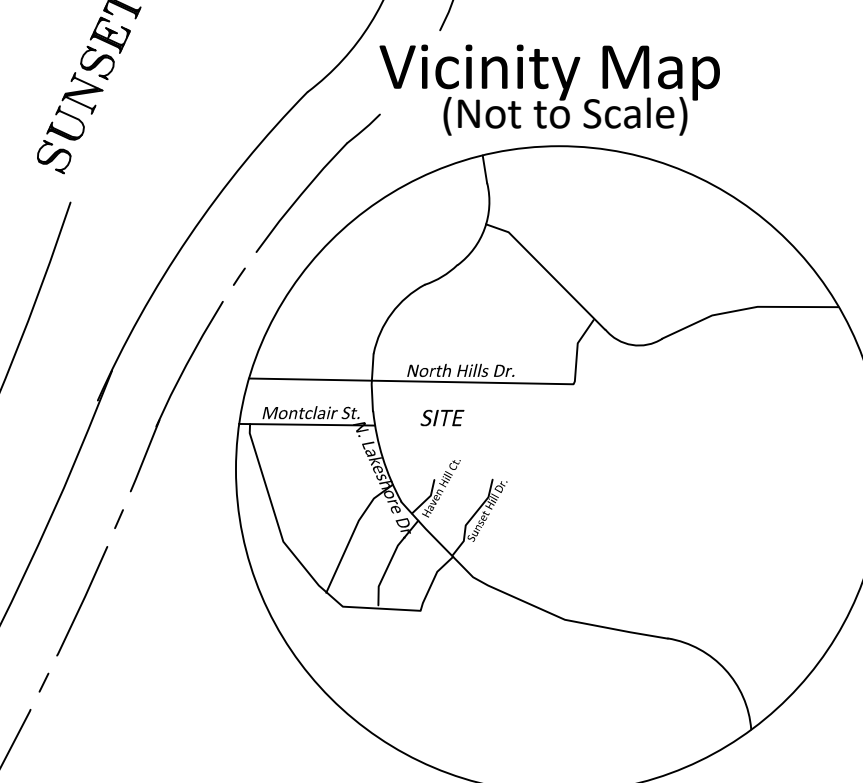 SUNSET
Vicinity Map
(Not to Scale)
North Hills Dr.
Montclair St.
SITE
N. Lakeshore Dr.
Haven Hill Ct.
Sunset Hill Dr.